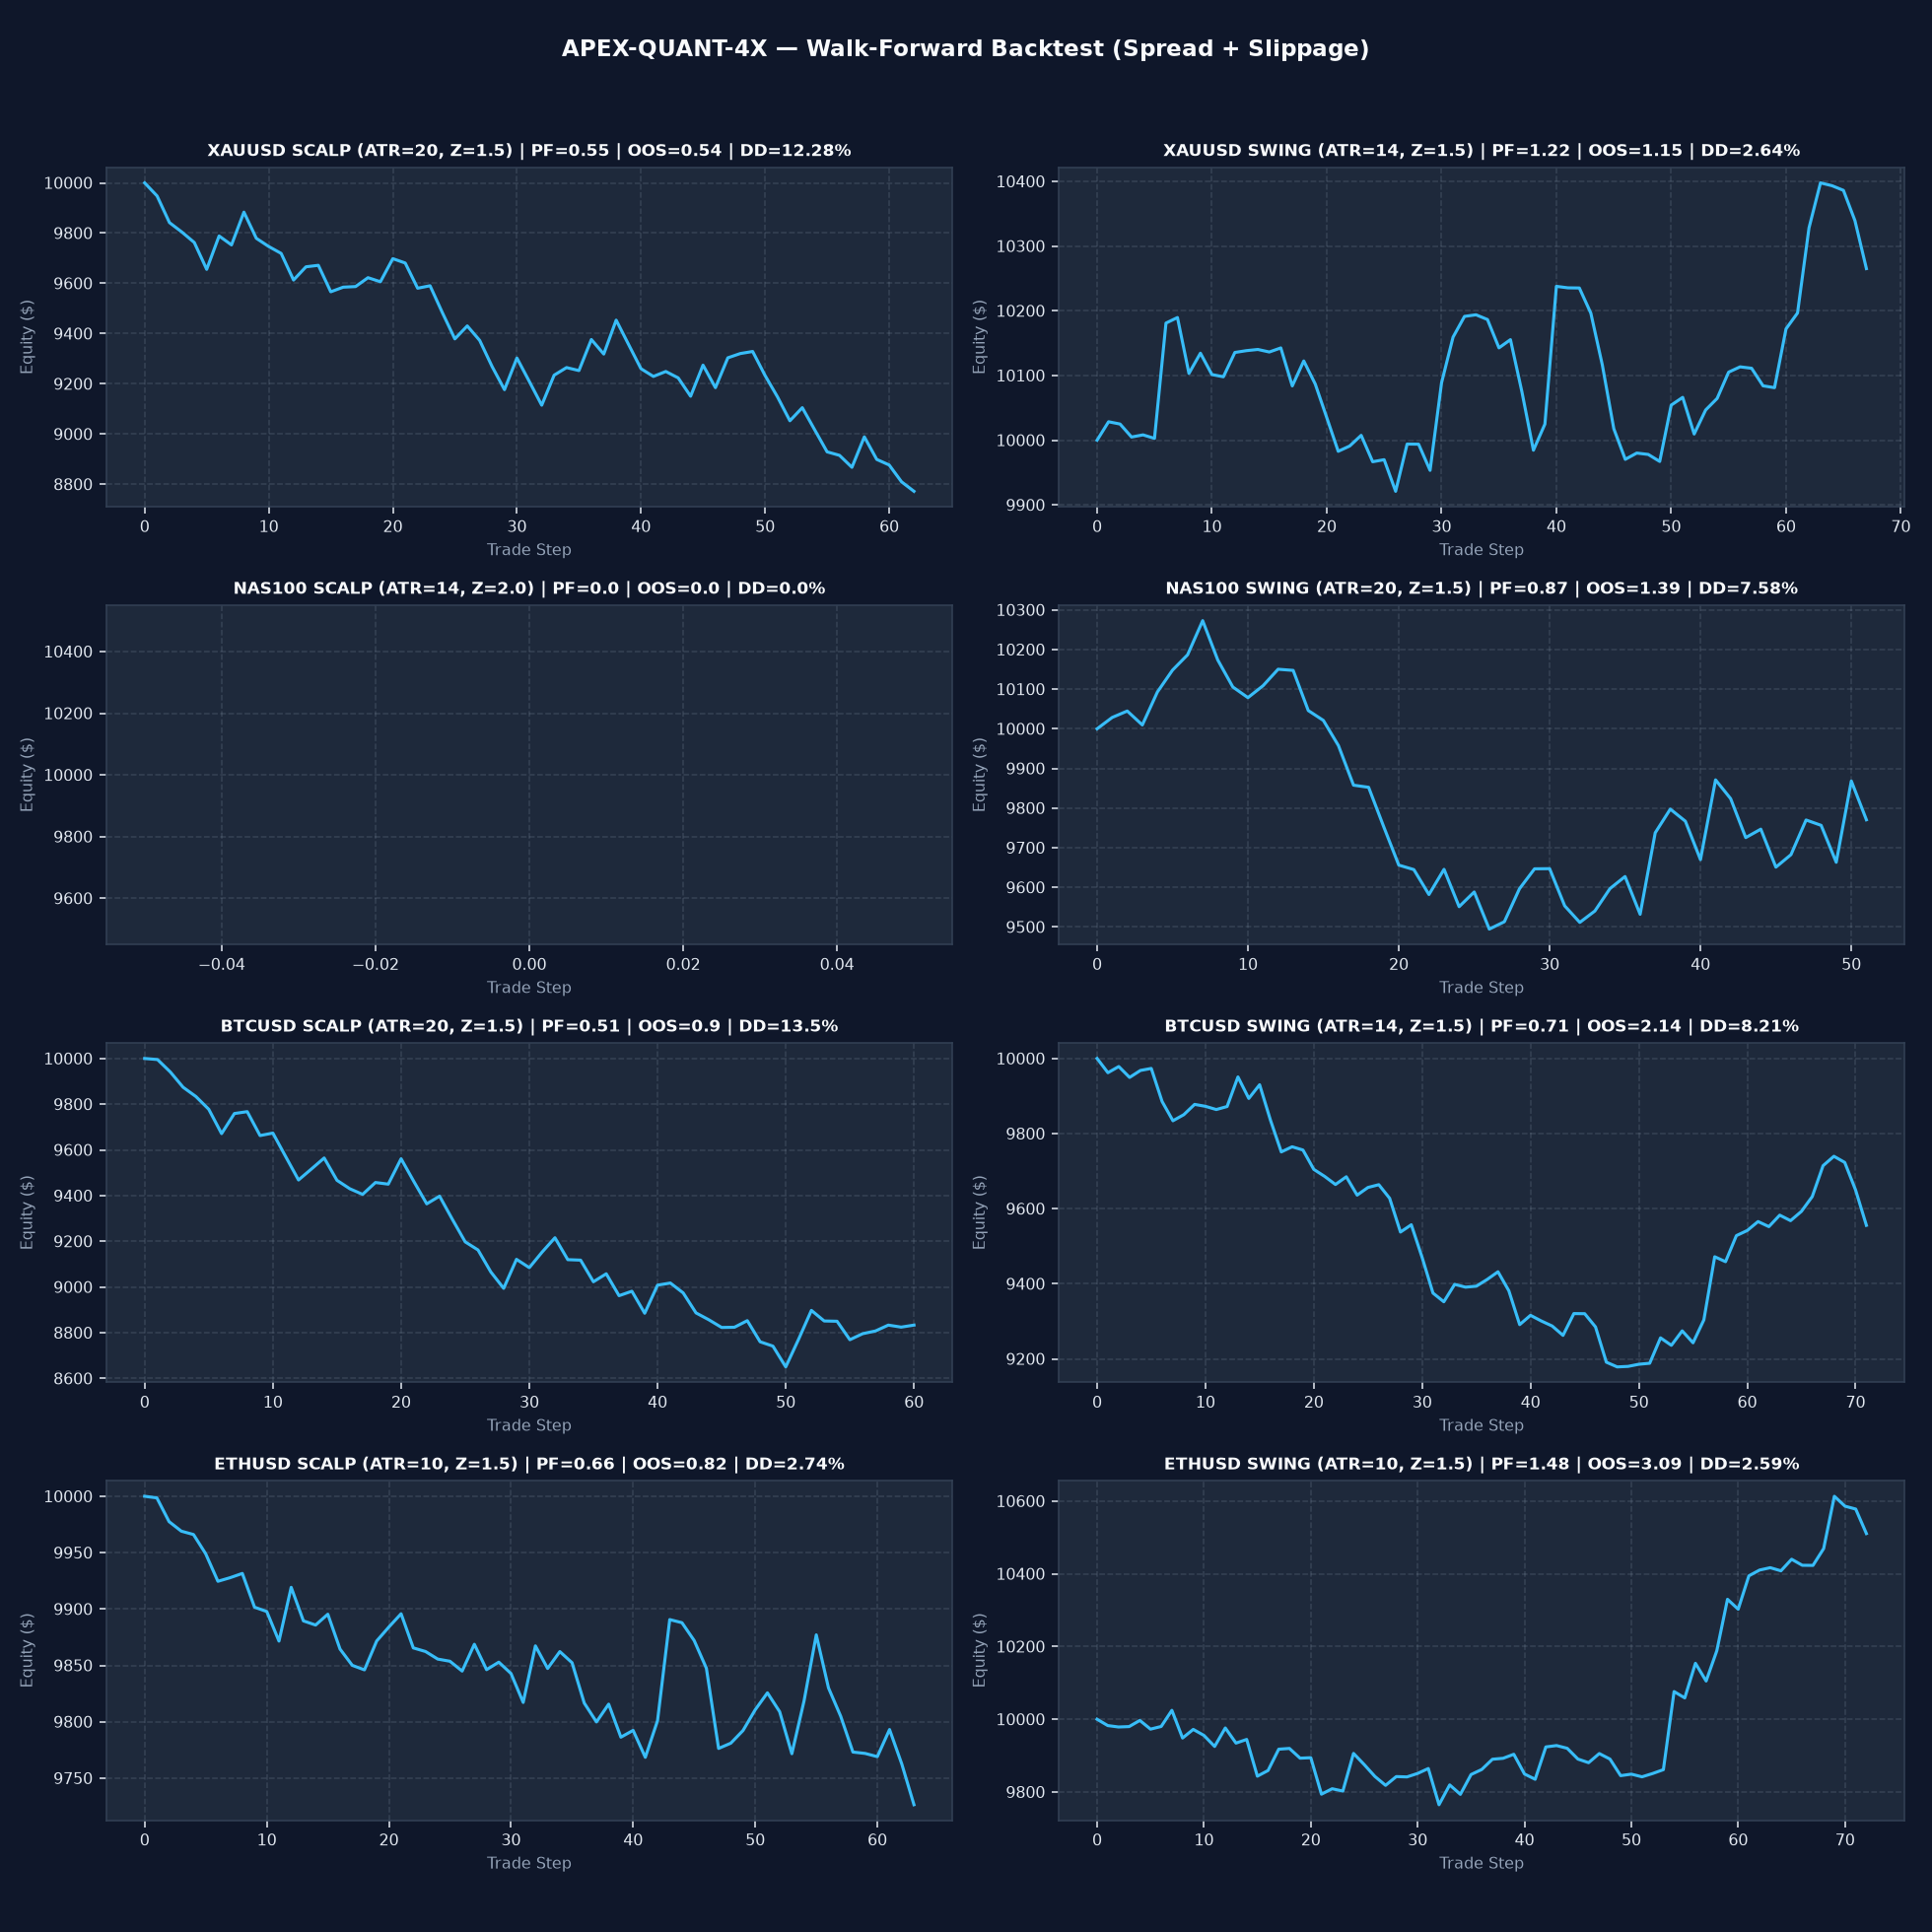 APEX-QUANT-4X — Walk-Forward Backtest (Spread + Slippage)
XAUUSD SCALP (ATR=20, Z=1.5) | PF=0.55 | OOS=0.54 | DD=12.28%
10000
9800
9600
9400
9200
9000
8800
Equity ($)
0 10 20 30 40 50 60
Trade Step
XAUUSD SWING (ATR=14, Z=1.5) | PF=1.22 | OOS=1.15 | DD=2.64%
10400
10300
10200
10100
10000
9900
Equity ($)
0 10 20 30 40 50 60 70
Trade Step
NAS100 SCALP (ATR=14, Z=2.0) | PF=0.0 | OOS=0.0 | DD=0.0%
10400
10200
10000
9800
9600
Equity ($)
−0.04 −0.02 0.00 0.02 0.04
Trade Step
NAS100 SWING (ATR=20, Z=1.5) | PF=0.87 | OOS=1.39 | DD=7.58%
10300
10200
10100
10000
9900
9800
9700
9600
9500
Equity ($)
0 10 20 30 40 50
Trade Step
BTCUSD SCALP (ATR=20, Z=1.5) | PF=0.51 | OOS=0.9 | DD=13.5%
10000
9800
9600
9400
9200
9000
8800
8600
Equity ($)
0 10 20 30 40 50 60
Trade Step
BTCUSD SWING (ATR=14, Z=1.5) | PF=0.71 | OOS=2.14 | DD=8.21%
10000
9800
9600
9400
9200
Equity ($)
0 10 20 30 40 50 60 70
Trade Step
ETHUSD SCALP (ATR=10, Z=1.5) | PF=0.66 | OOS=0.82 | DD=2.74%
10000
9950
9900
9850
9800
9750
Equity ($)
0 10 20 30 40 50 60
Trade Step
ETHUSD SWING (ATR=10, Z=1.5) | PF=1.48 | OOS=3.09 | DD=2.59%
10600
10400
10200
10000
9800
Equity ($)
0 10 20 30 40 50 60 70
Trade Step